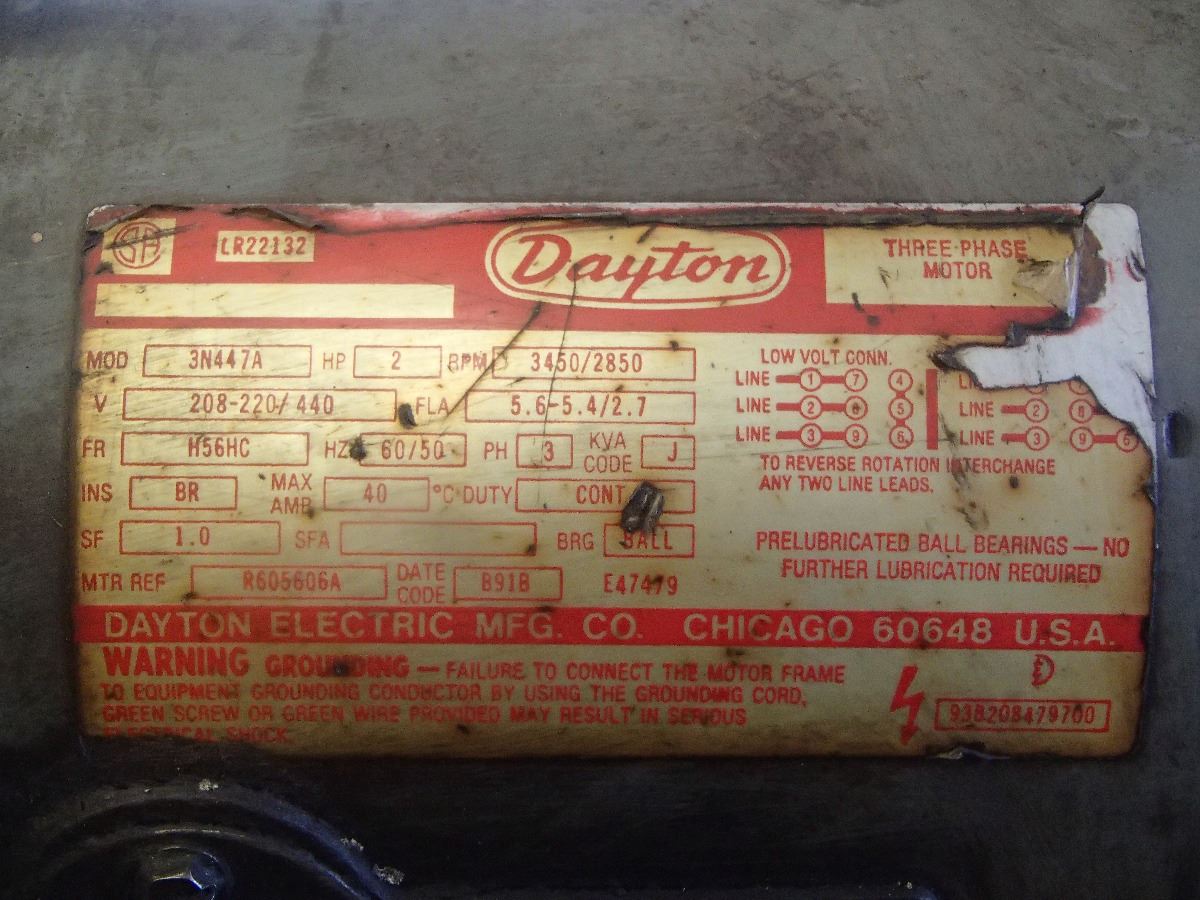 SA
LR22132
Dayton
THREE-PHASE
MOTOR
MOD 3N447A HP 2 RPM 3450/2850
V 208-220/440 FLA 5.6-5.4/2.7
FR H56HC HZ 60/50 PH 3 KVA CODE J
INS BR MAX AMB 40 °C DUTY CONT
SF 1.0 SFA BRG BALL
MTR REF R605606A DATE CODE B91B E47479
LOW VOLT CONN.
LINE 1 7 4
LINE 2 8 5
LINE 3 9 6
LINE 2 8
LINE 3 9 6
TO REVERSE ROTATION INTERCHANGE
ANY TWO LINE LEADS.
PRELUBRICATED BALL BEARINGS — NO
FURTHER LUBRICATION REQUIRED
DAYTON ELECTRIC MFG. CO. CHICAGO 60648 U.S.A.
WARNING GROUNDING — FAILURE TO CONNECT THE MOTOR FRAME
TO EQUIPMENT GROUNDING CONDUCTOR BY USING THE GROUNDING CORD,
GREEN SCREW OR GREEN WIRE PROVIDED MAY RESULT IN SERIOUS
ELECTRICAL SHOCK.
938208479700